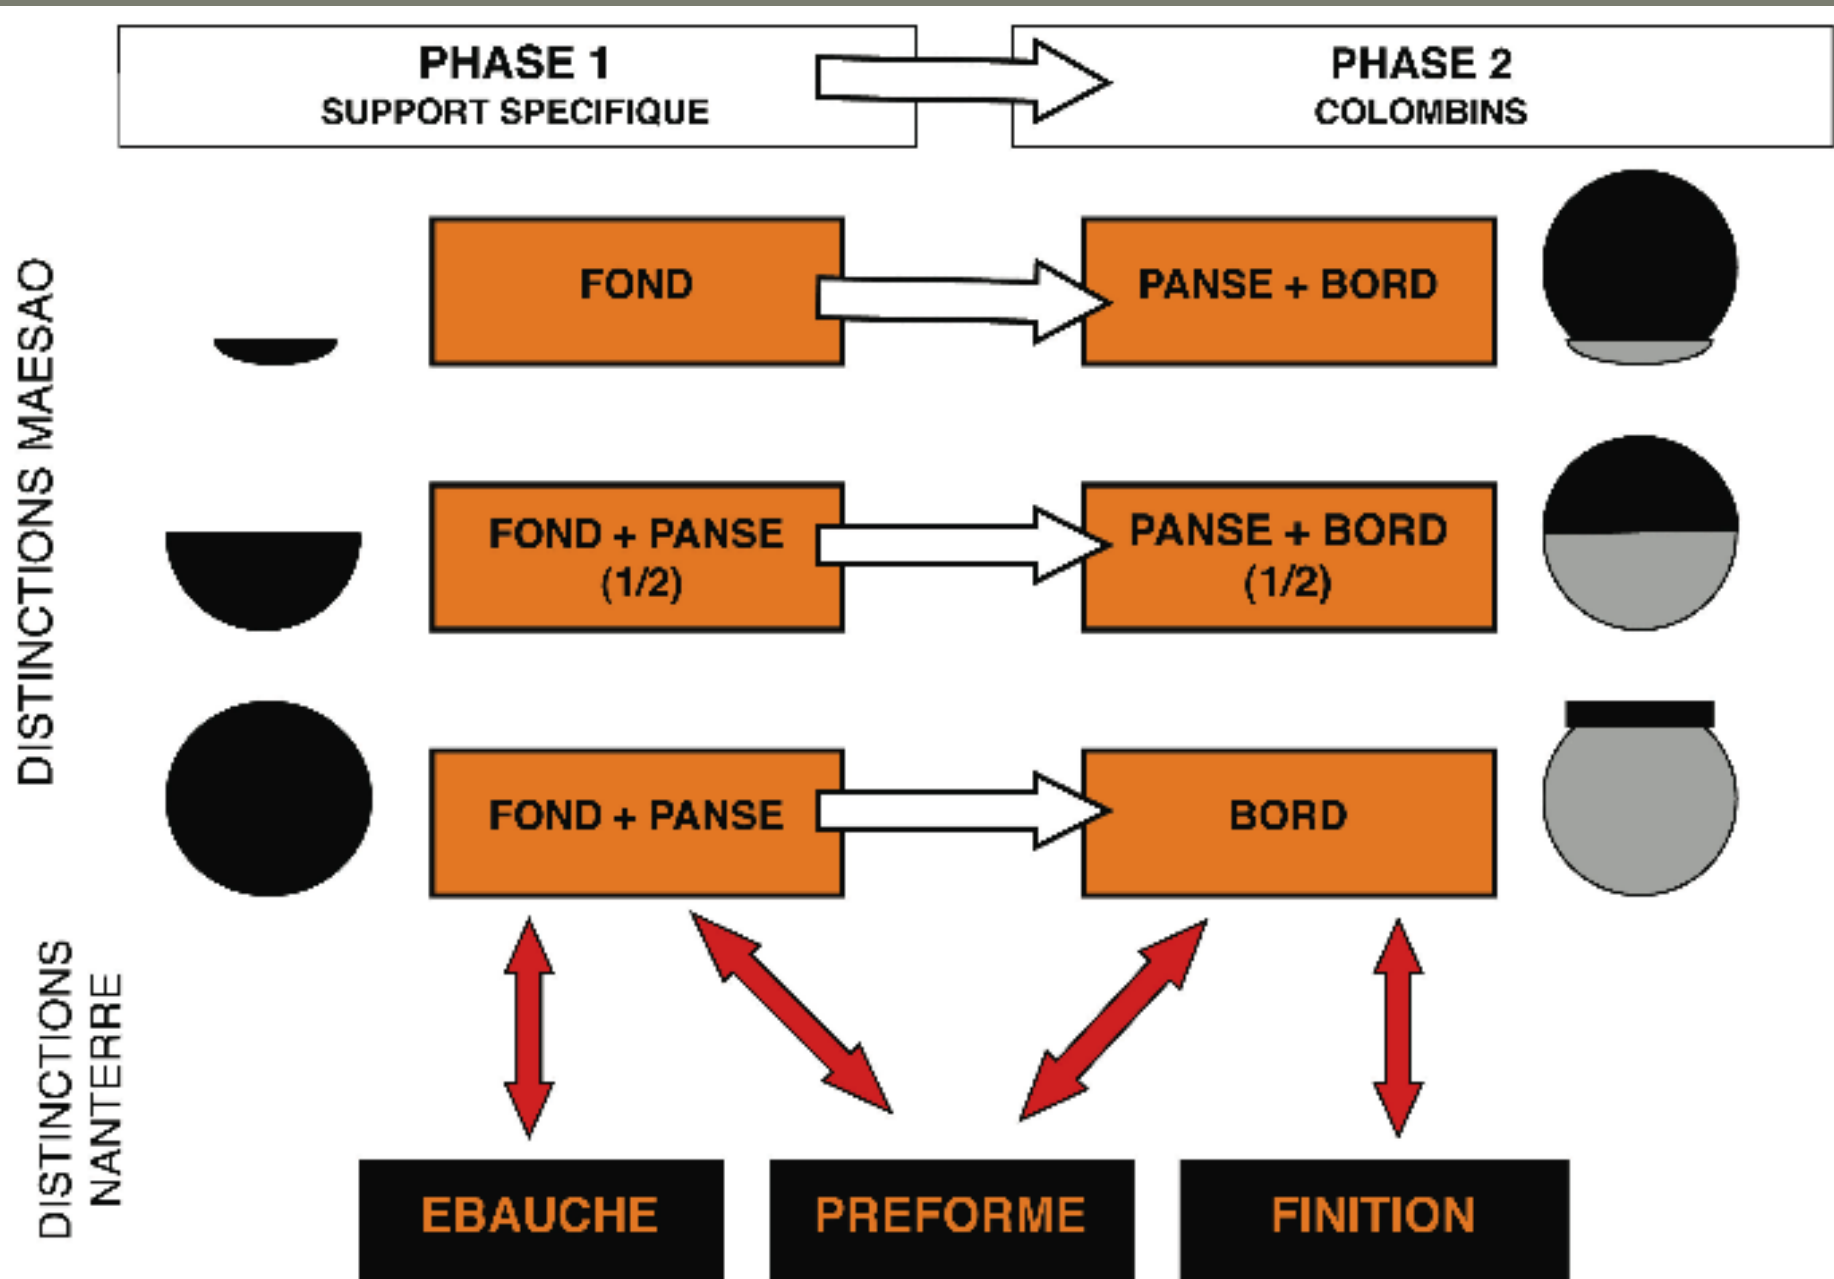 PHASE 1
SUPPORT SPECIFIQUE
PHASE 2
COLOMBINS
DISTINCTIONS MAESAO
FOND
PANSE + BORD
FOND + PANSE
(1/2)
PANSE + BORD
(1/2)
FOND + PANSE
BORD
DISTINCTIONS
NANTERRE
EBAUCHE
PREFORME
FINITION